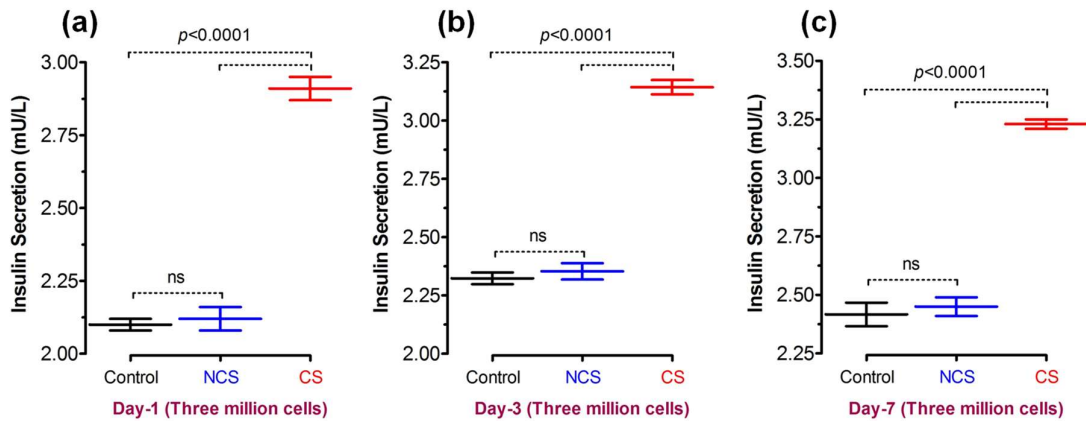 (a)
p<0.0001
3.00
2.75
2.50
2.25
2.00
Insulin Secretion (mU/L)
ns
Control NCS CS
Day-1 (Three million cells)
(b)
p<0.0001
3.25
3.00
2.75
2.50
2.25
2.00
Insulin Secretion (mU/L)
ns
Control NCS CS
Day-3 (Three million cells)
(c)
3.50
p<0.0001
3.25
3.00
2.75
2.50
2.25
Insulin Secretion (mU/L)
ns
Control NCS CS
Day-7 (Three million cells)